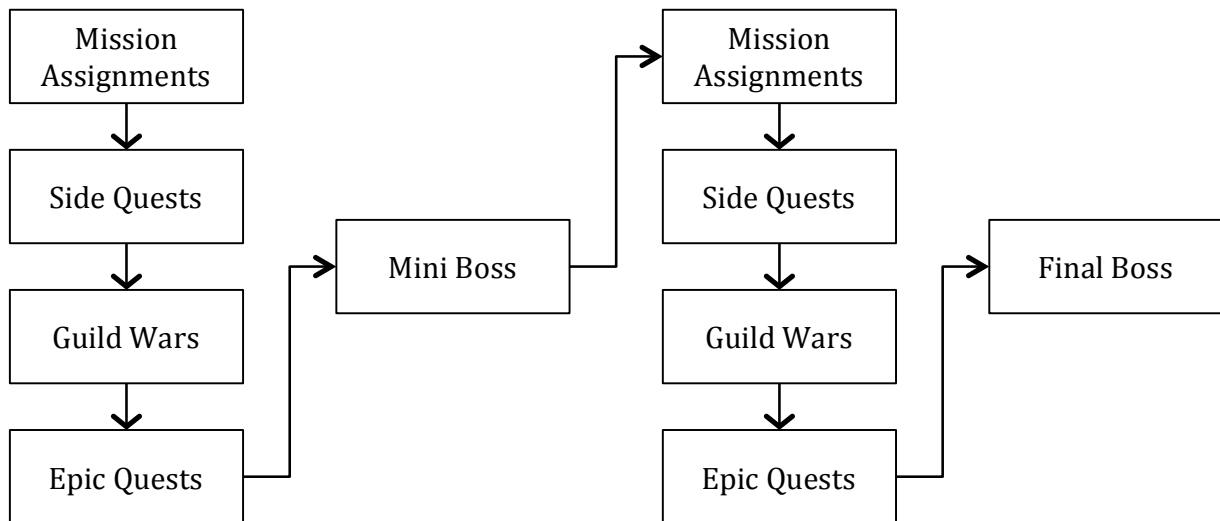 Mission
Assignments
Side Quests
Guild Wars
Epic Quests
Mini Boss
Mission
Assignments
Side Quests
Guild Wars
Epic Quests
Final Boss